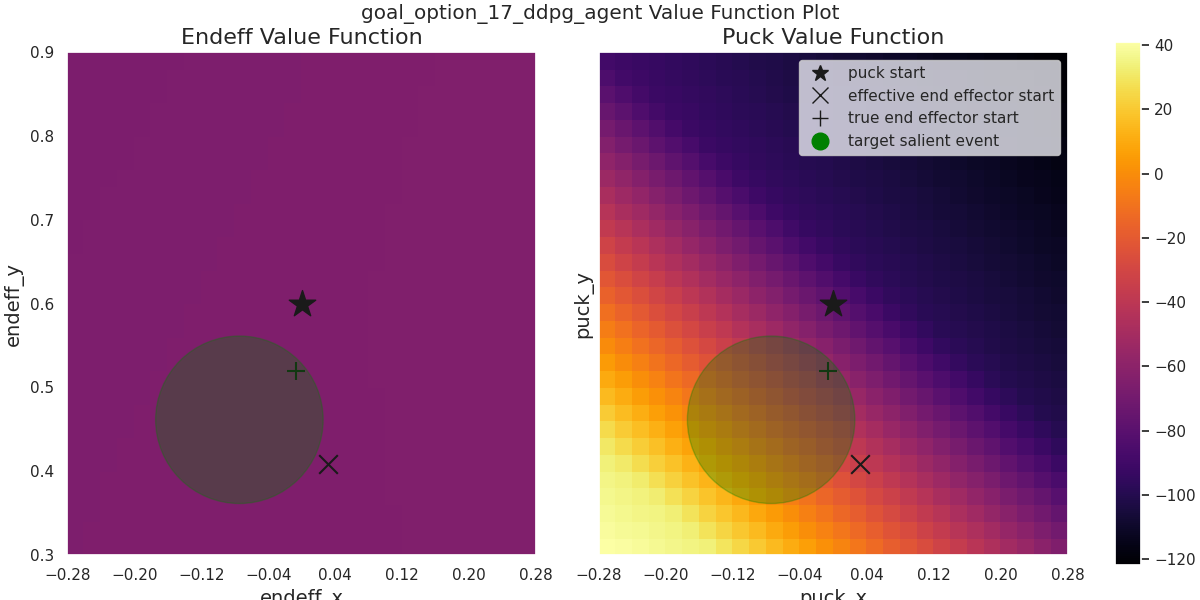 goal_option_17_ddpg_agent Value Function Plot
Endeff Value Function
Puck Value Function
0.9
0.8
0.7
0.6
0.5
0.4
0.3
endeff_y
−0.28 −0.20 −0.12 −0.04 0.04 0.12 0.20 0.28
endeff_x
puck_y
puck start
effective end effector start
true end effector start
target salient event
−0.28 −0.20 −0.12 −0.04 0.04 0.12 0.20 0.28
puck_x
40
20
0
−20
−40
−60
−80
−100
−120